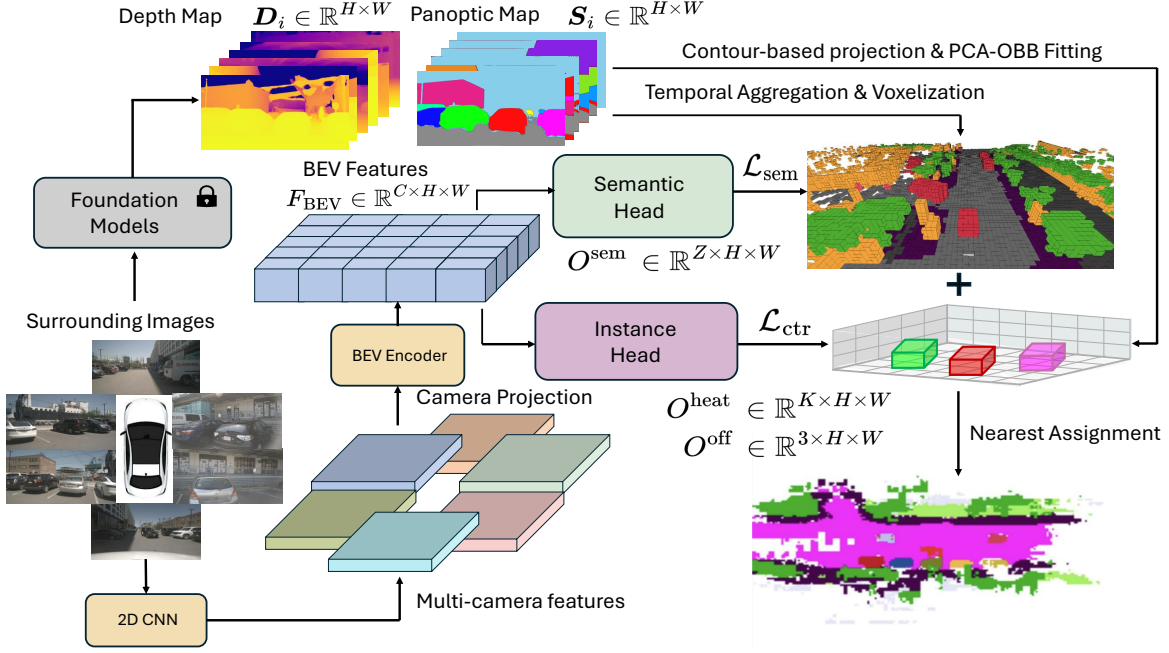 Depth Map
D_i ∈ ℝ^{H×W}
Panoptic Map
S_i ∈ ℝ^{H×W}
Contour-based projection & PCA-OBB Fitting
Temporal Aggregation & Voxelization
Foundation
Models
BEV Features
F_BEV ∈ ℝ^{C×H×W}
Semantic
Head
ℒ_sem
O^sem ∈ ℝ^{Z×H×W}
+
Surrounding Images
BEV Encoder
Instance
Head
ℒ_ctr
Camera Projection
O^heat ∈ ℝ^{K×H×W}
O^off ∈ ℝ^{3×H×W}
Nearest Assignment
2D CNN
Multi-camera features